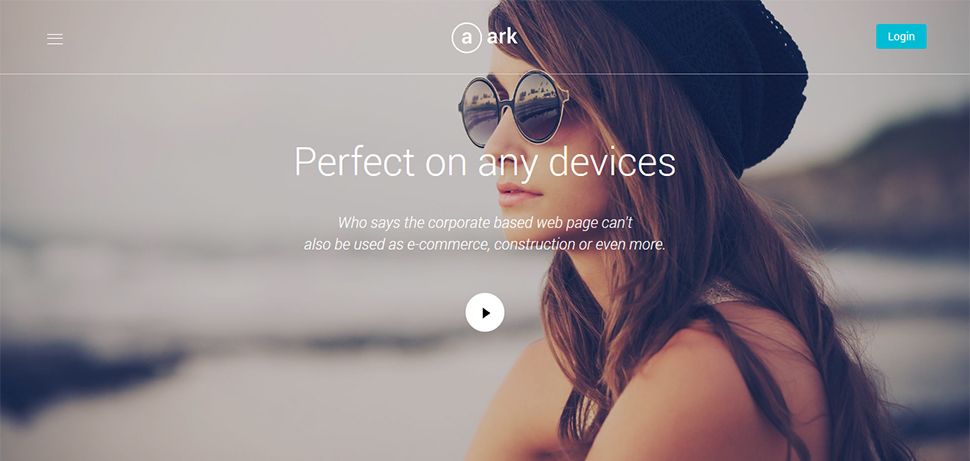 a ark
Login
Perfect on any devices
Who says the corporate based web page can't
also be used as e-commerce, construction or even more.